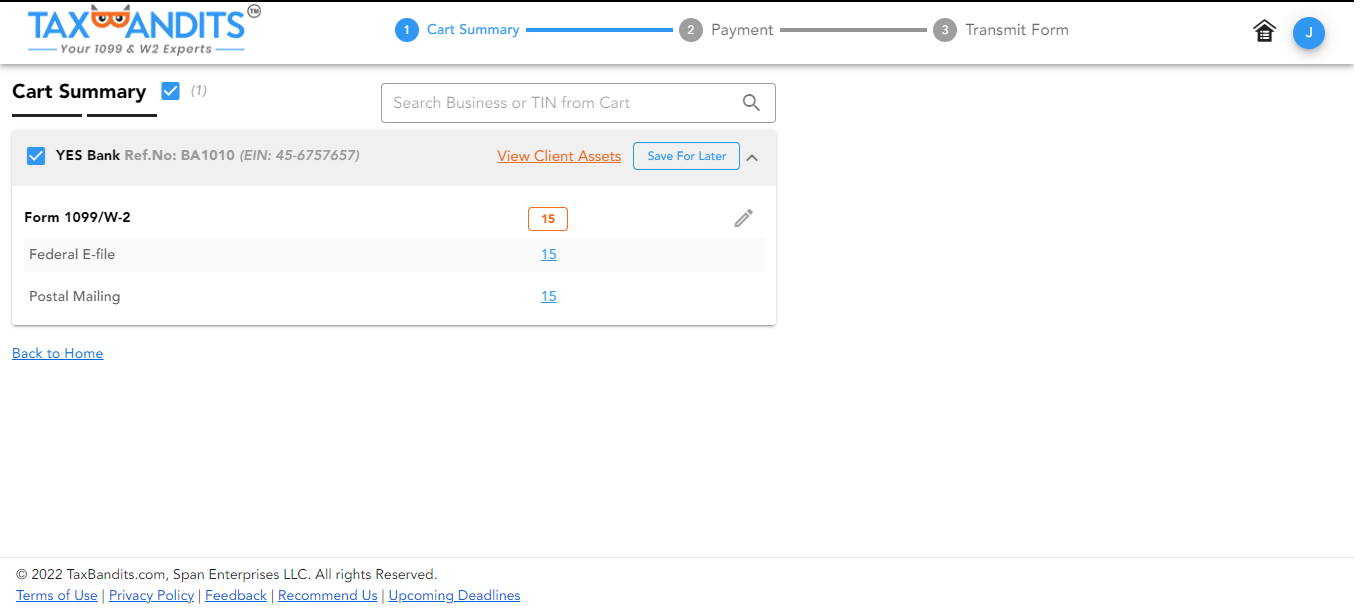 TAXBANDITS TM
Your 1099 & W2 Experts
1 Cart Summary 2 Payment 3 Transmit Form
J
Cart Summary (1)
Search Business or TIN from Cart
YES Bank Ref.No: BA1010 (EIN: 45-6757657) View Client Assets Save For Later
Form 1099/W-2 15
Federal E-file 15
Postal Mailing 15
Back to Home
© 2022 TaxBandits.com, Span Enterprises LLC. All rights Reserved.
Terms of Use | Privacy Policy | Feedback | Recommend Us | Upcoming Deadlines